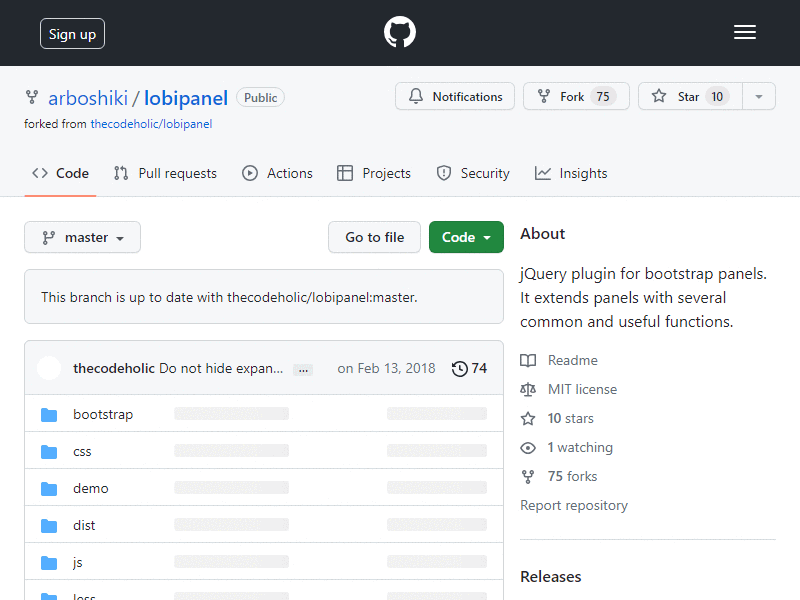 Sign up
arboshiki / lobipanel Public
Notifications
Fork 75
Star 10
forked from thecodeholic/lobipanel
Code
Pull requests
Actions
Projects
Security
Insights
master
Go to file
Code
This branch is up to date with thecodeholic/lobipanel:master.
thecodeholic Do not hide expan... ... on Feb 13, 2018 74
bootstrap
css
demo
dist
js
less
About
jQuery plugin for bootstrap panels.
It extends panels with several
common and useful functions.
Readme
MIT license
10 stars
1 watching
75 forks
Report repository
Releases